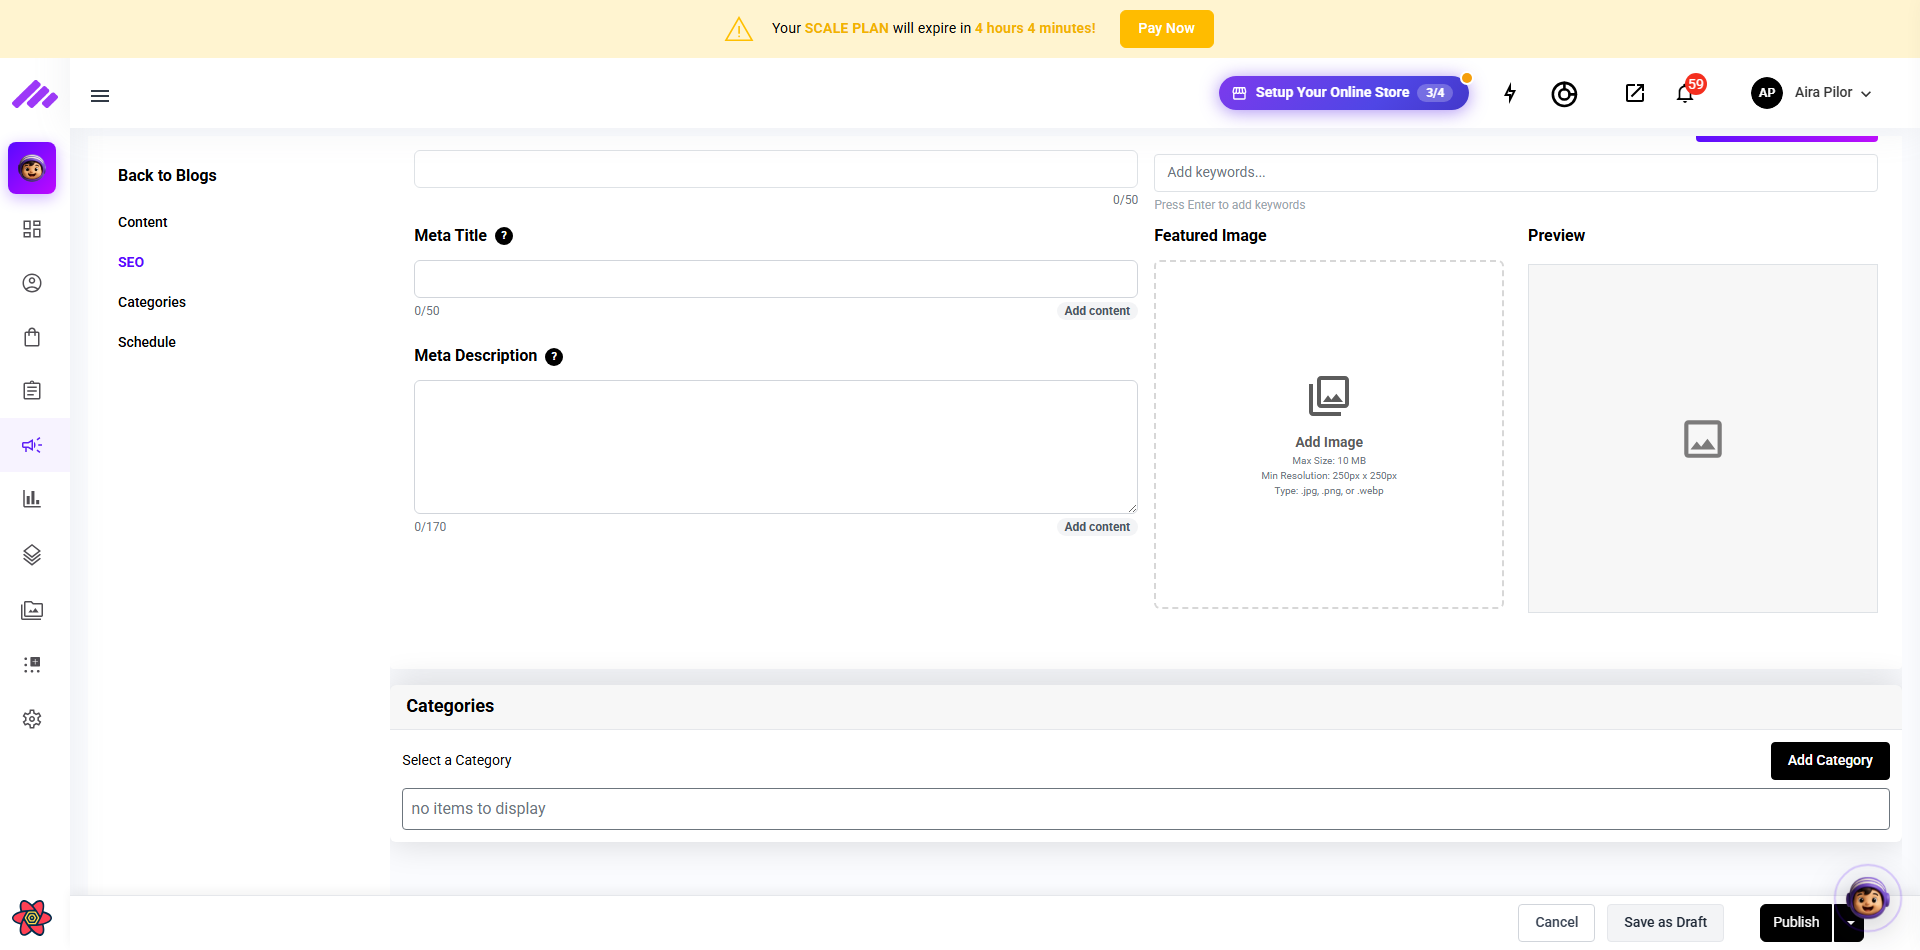 Your SCALE PLAN will expire in 4 hours 4 minutes!
Pay Now
Setup Your Online Store 3/4
59
AP
Aira Pilor
Back to Blogs
Content
SEO
Categories
Schedule
0/50
Add keywords...
Press Enter to add keywords
Meta Title ?
0/50
Add content
Meta Description ?
0/170
Add content
Featured Image
Add Image
Max Size: 10 MB
Min Resolution: 250px x 250px
Type: .jpg, .png, or .webp
Preview
Categories
Select a Category
Add Category
no items to display
Cancel
Save as Draft
Publish